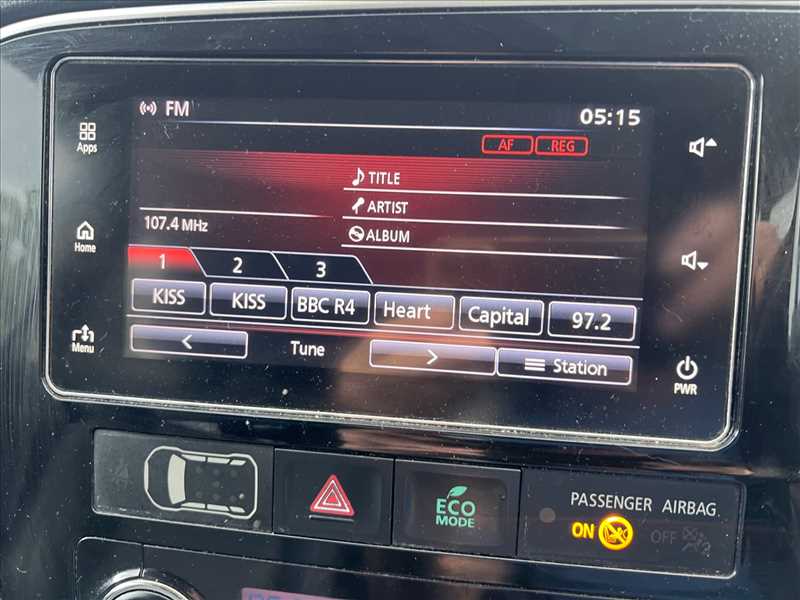 FM 05:15
Apps
AF REG
TITLE
ARTIST
107.4 MHz
Home
ALBUM
1 2 3
KISS KISS BBC R4 Heart Capital 97.2
Menu
< Tune > Station
PWR
ECO
MODE
PASSENGER AIRBAG
ON OFF